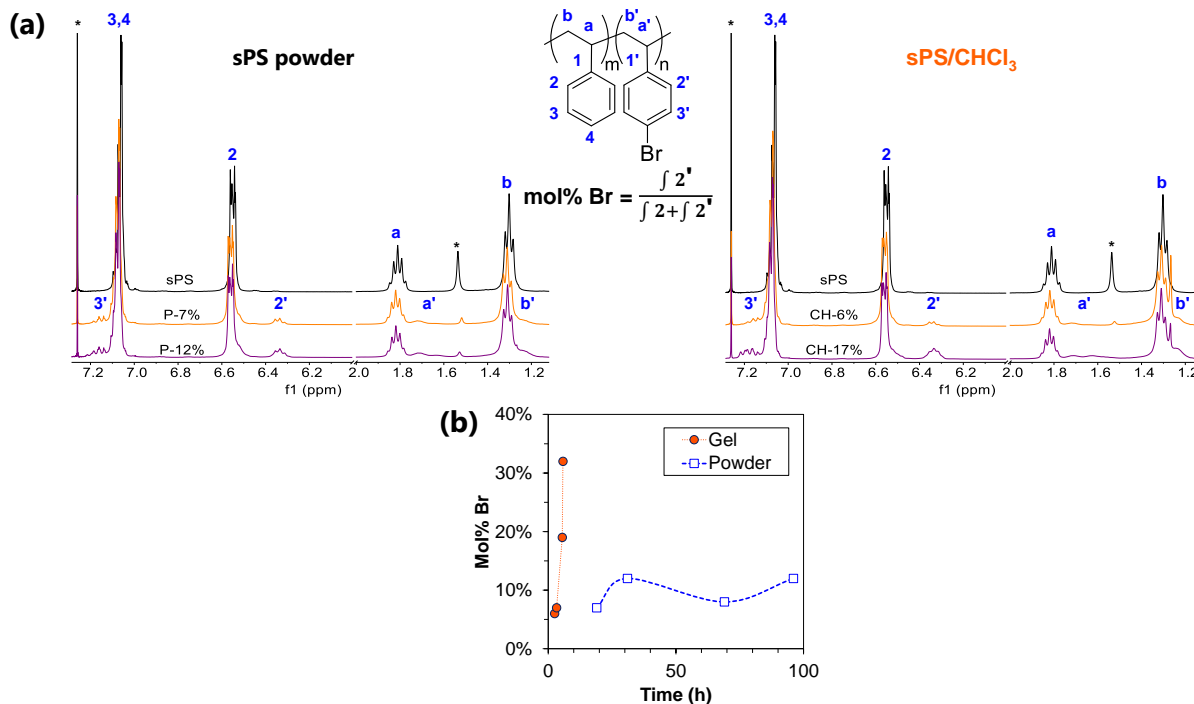 (a)
sPS powder
*
3,4
2
a
*
b
sPS
3'
2'
a'
b'
P-7%
P-12%
7.2 7.0 6.8 6.6 6.4 2.0 1.8 1.6 1.4 1.2
f1 (ppm)
b
a
b'
a'
1
m
1'
n
2
2'
3
3'
4
Br
mol% Br = ∫ 2' / ∫ 2+∫ 2'
sPS/CHCl₃
*
3,4
2
a
*
b
sPS
3'
2'
a'
b'
CH-6%
CH-17%
7.2 7.0 6.8 6.6 6.4 2.0 1.8 1.6 1.4 1.2
f1 (ppm)
(b)
Mol% Br
40%
30%
20%
10%
0%
Gel
Powder
0 50 100
Time (h)